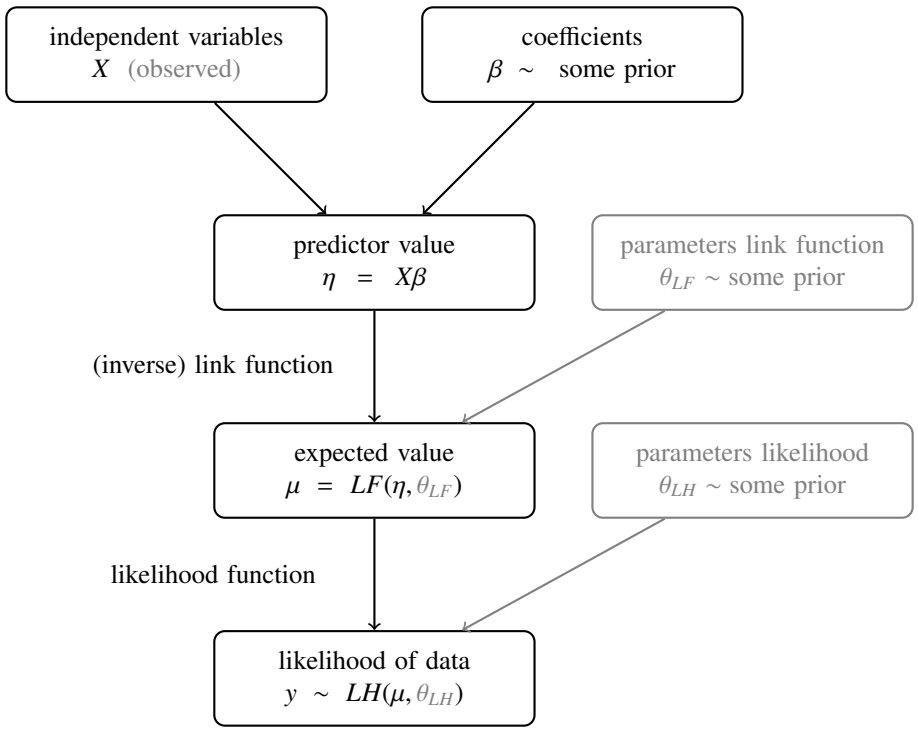 independent variables
X (observed)
coefficients
β ∼ some prior
predictor value
η = Xβ
parameters link function
θ_LF ∼ some prior
(inverse) link function
expected value
μ = LF(η, θ_LF)
parameters likelihood
θ_LH ∼ some prior
likelihood function
likelihood of data
y ∼ LH(μ, θ_LH)